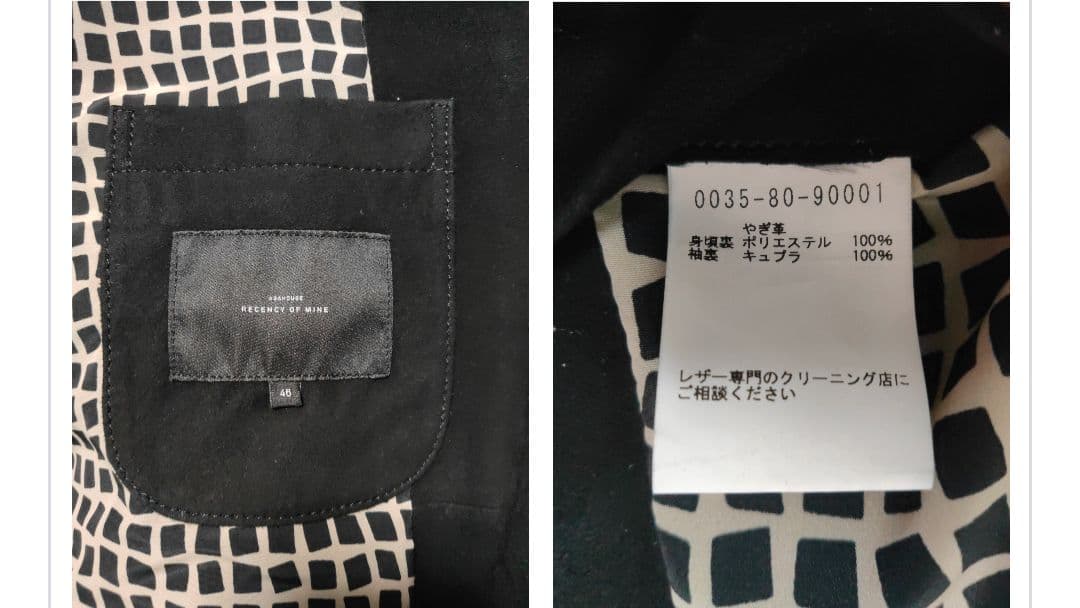 ABAHOUSE
RECENCY OF MINE
46
0035-80-90001
やぎ革
身頃裏 ポリエステル 100%
袖裏 キュプラ 100%
レザー専門のクリーニング店に
ご相談ください